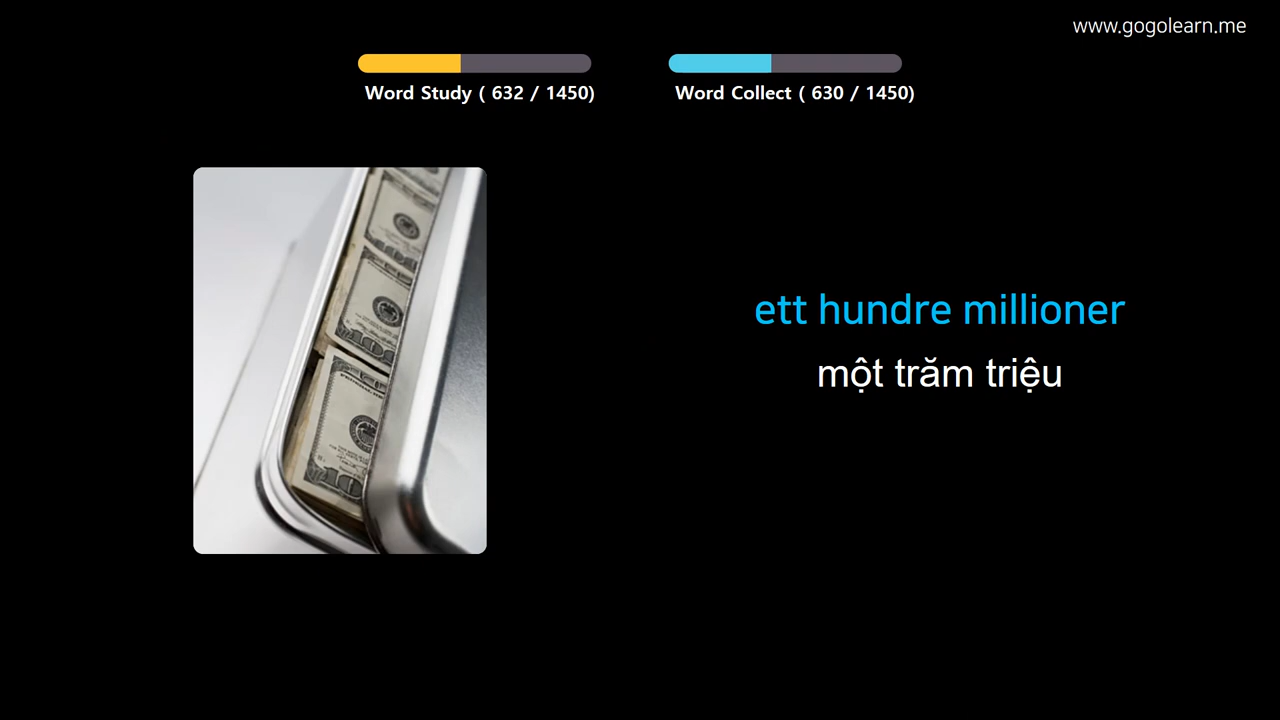 www.gogolearn.me
Word Study ( 632 / 1450)
Word Collect ( 630 / 1450)
ett hundre millioner
một trăm triệu